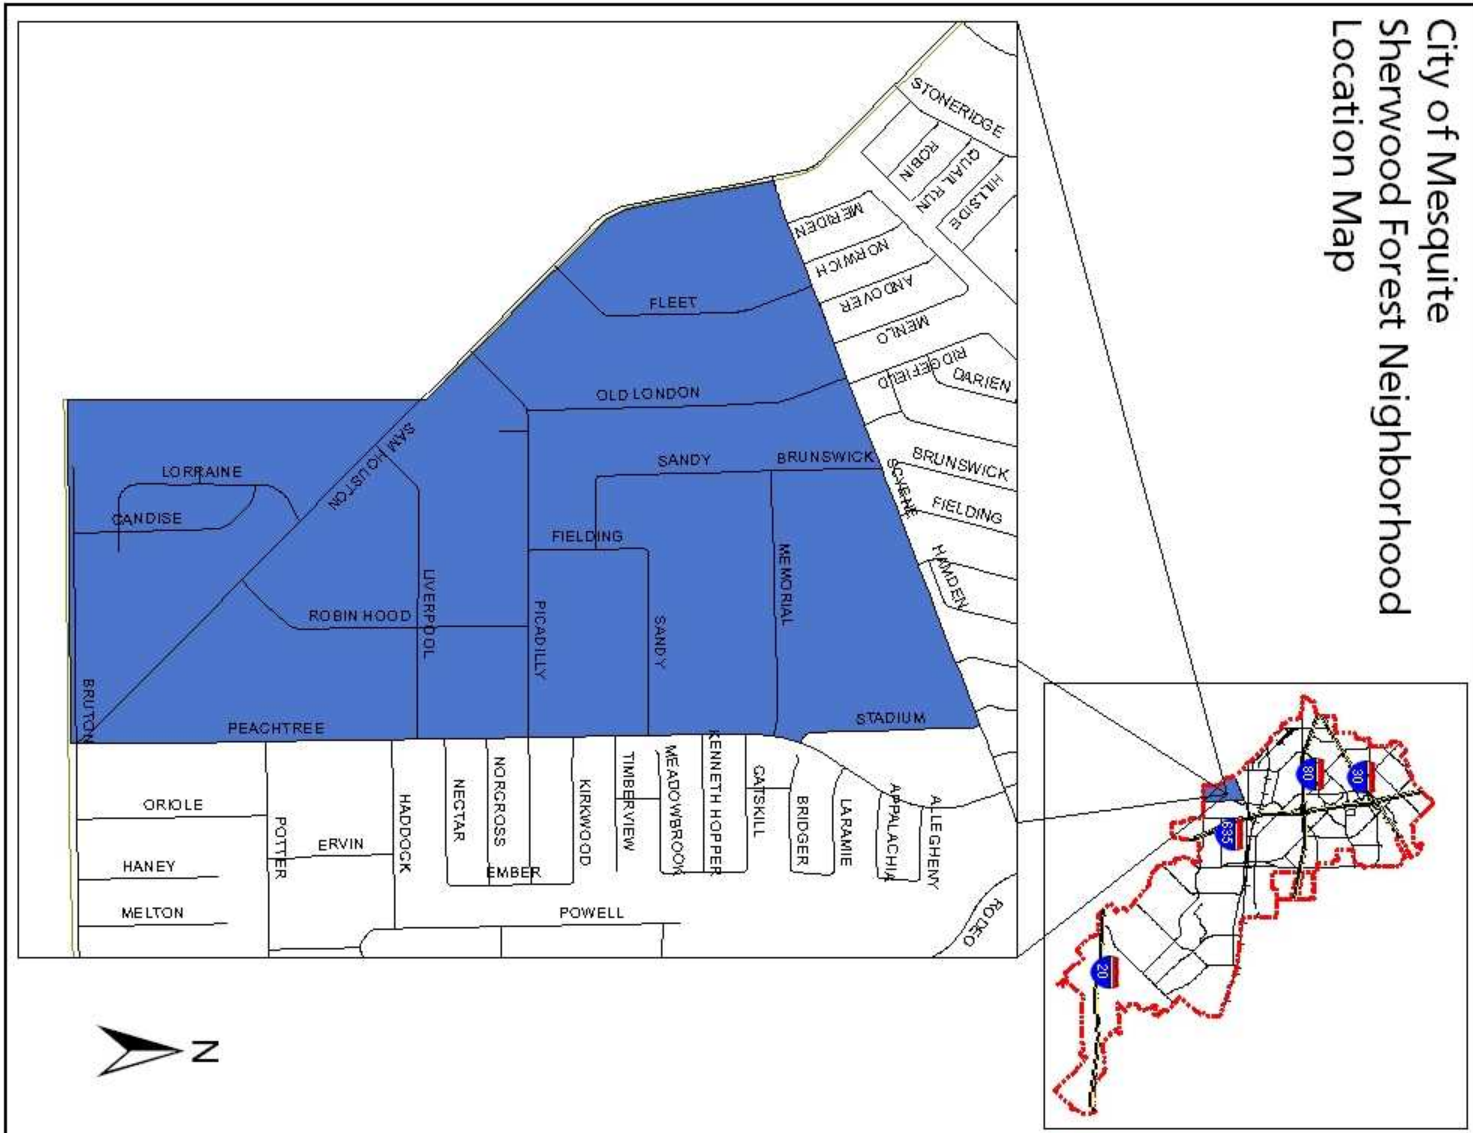 City of Mesquite
Sherwood Forest Neighborhood
Location Map
STONERIDGE
ROBIN
QUAIL RUN
HILLSIDE
MERIDEN
NORWICH
ANDOVER
MENLO
RIDGEFIELD
DARIEN
FLEET
OLD LONDON
SANDY
BRUNSWICK
BRUNSWICK
SCYENE
FIELDING
HAMDEN
SAM HOUSTON
LORRAINE
CANDISE
FIELDING
MEMORIAL
LIVERPOOL
ROBIN HOOD
PICADILLY
SANDY
BRUTON
PEACHTREE
STADIUM
ORIOLE
POTTER
ERVIN
HADDOCK
NECTAR
NORCROSS
KIRKWOOD
TIMBERVIEW
MEADOWBROOK
KENNETH HOPPER
CATSKILL
BRIDGER
LARAMIE
APPALACHIA
ALLEGHENY
HANEY
EMBER
MELTON
POWELL
RODEO
80
30
635
20
N